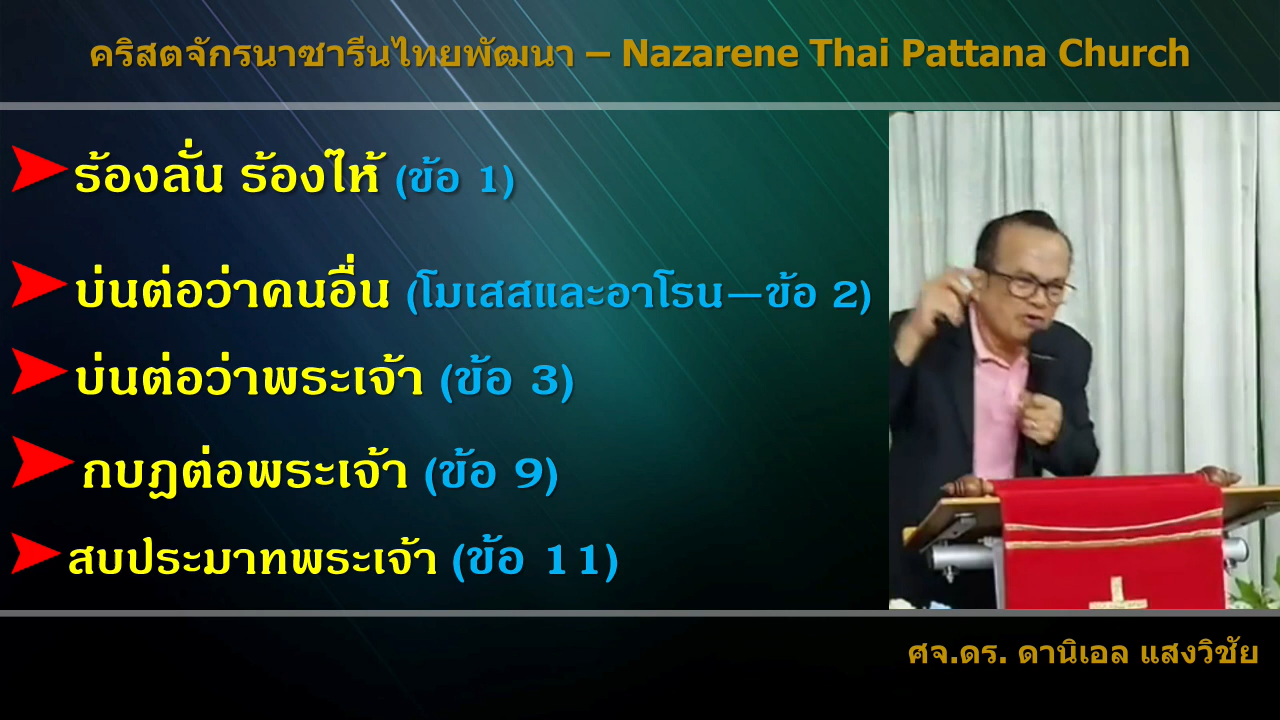 คริสตจักรนาซารีนไทยพัฒนา – Nazarene Thai Pattana Church
ร้องลั่น ร้องไห้ (ข้อ 1)
บ่นต่อว่าคนอื่น (โมเสสและอาโรน—ข้อ 2)
บ่นต่อว่าพระเจ้า (ข้อ 3)
กบฏต่อพระเจ้า (ข้อ 9)
สบประมาทพระเจ้า (ข้อ 11)
ศจ.ดร. ดานิเอล แสงวิชัย